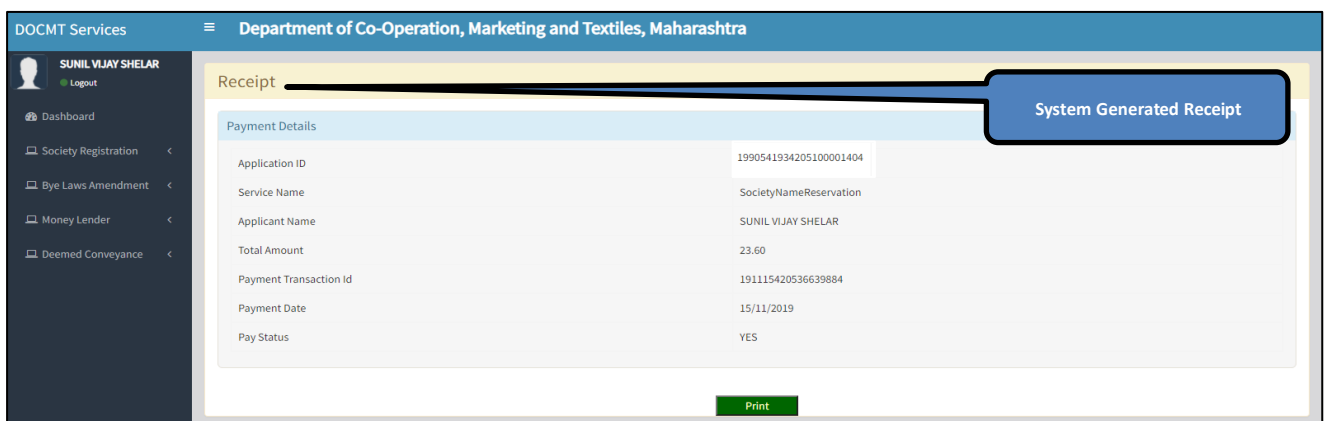 DOCMT Services
≡ Department of Co-Operation, Marketing and Textiles, Maharashtra
SUNIL VIJAY SHELAR
Logout
Dashboard
Society Registration <
Bye Laws Amendment <
Money Lender <
Deemed Conveyance <
Receipt
System Generated Receipt
Payment Details
Application ID 1990541934205100001404
Service Name SocietyNameReservation
Applicant Name SUNIL VIJAY SHELAR
Total Amount 23.60
Payment Transaction Id 191115420536639884
Payment Date 15/11/2019
Pay Status YES
Print